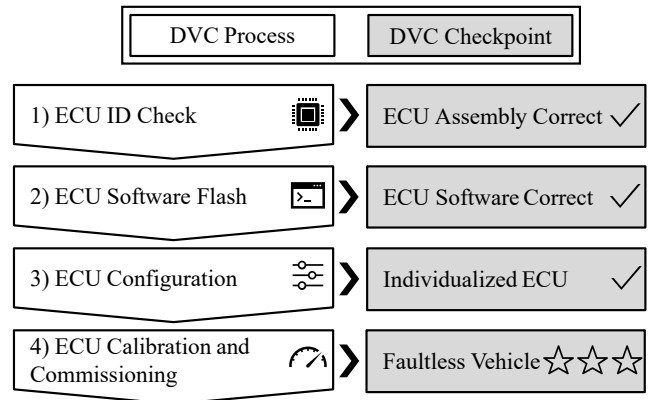 DVC Process
DVC Checkpoint
1) ECU ID Check
ECU Assembly Correct
2) ECU Software Flash
ECU Software Correct
3) ECU Configuration
Individualized ECU
4) ECU Calibration and
Commissioning
Faultless Vehicle